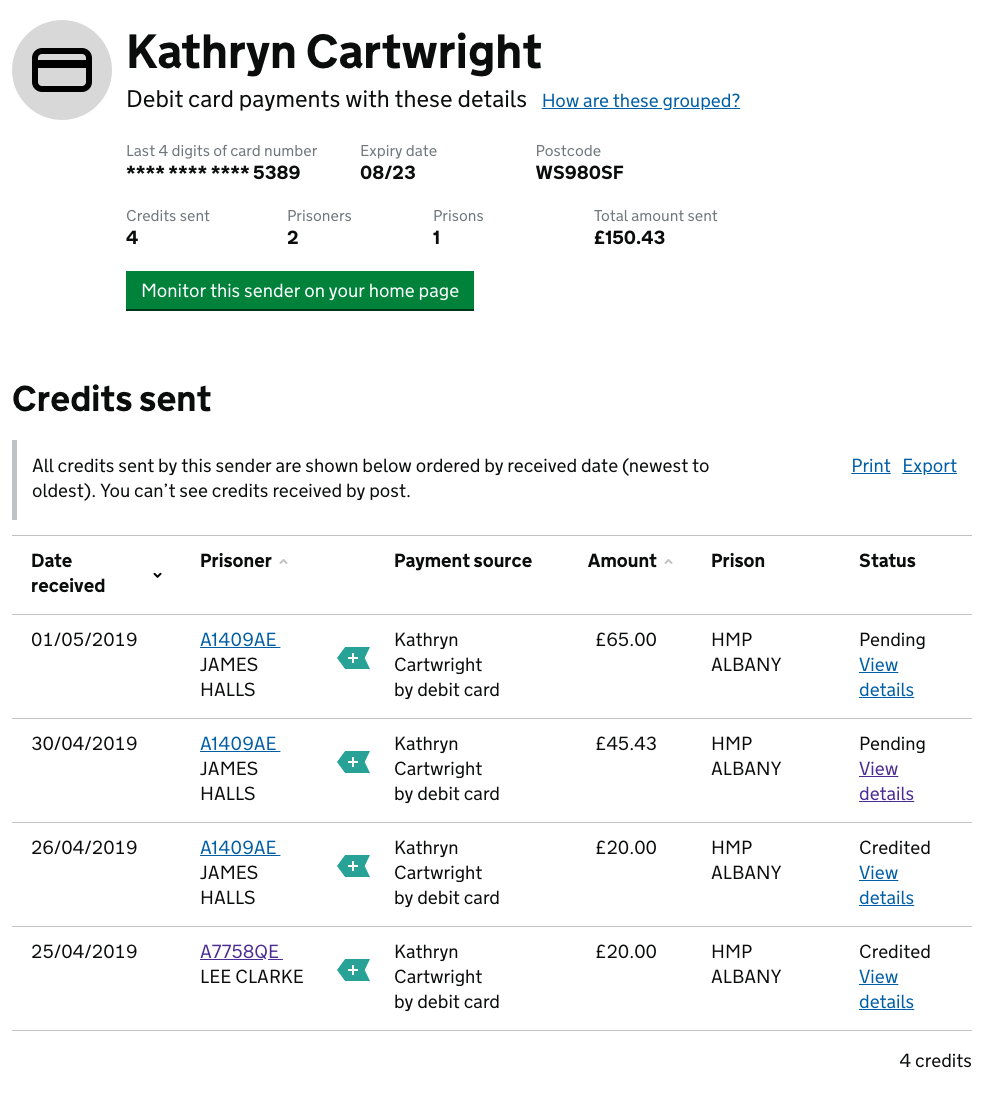 Kathryn Cartwright
Debit card payments with these details How are these grouped?
Last 4 digits of card number Expiry date Postcode
**** **** **** 5389 08/23 WS980SF
Credits sent Prisoners Prisons Total amount sent
4 2 1 £150.43
Monitor this sender on your home page
Credits sent
All credits sent by this sender are shown below ordered by received date (newest to Print Export
oldest). You can’t see credits received by post.
Date Prisoner Payment source Amount Prison Status
received
01/05/2019 A1409AE Kathryn £65.00 HMP Pending
JAMES Cartwright ALBANY View
HALLS by debit card details
30/04/2019 A1409AE Kathryn £45.43 HMP Pending
JAMES Cartwright ALBANY View
HALLS by debit card details
26/04/2019 A1409AE Kathryn £20.00 HMP Credited
JAMES Cartwright ALBANY View
HALLS by debit card details
25/04/2019 A7758QE Kathryn £20.00 HMP Credited
LEE CLARKE Cartwright ALBANY View
by debit card details
4 credits